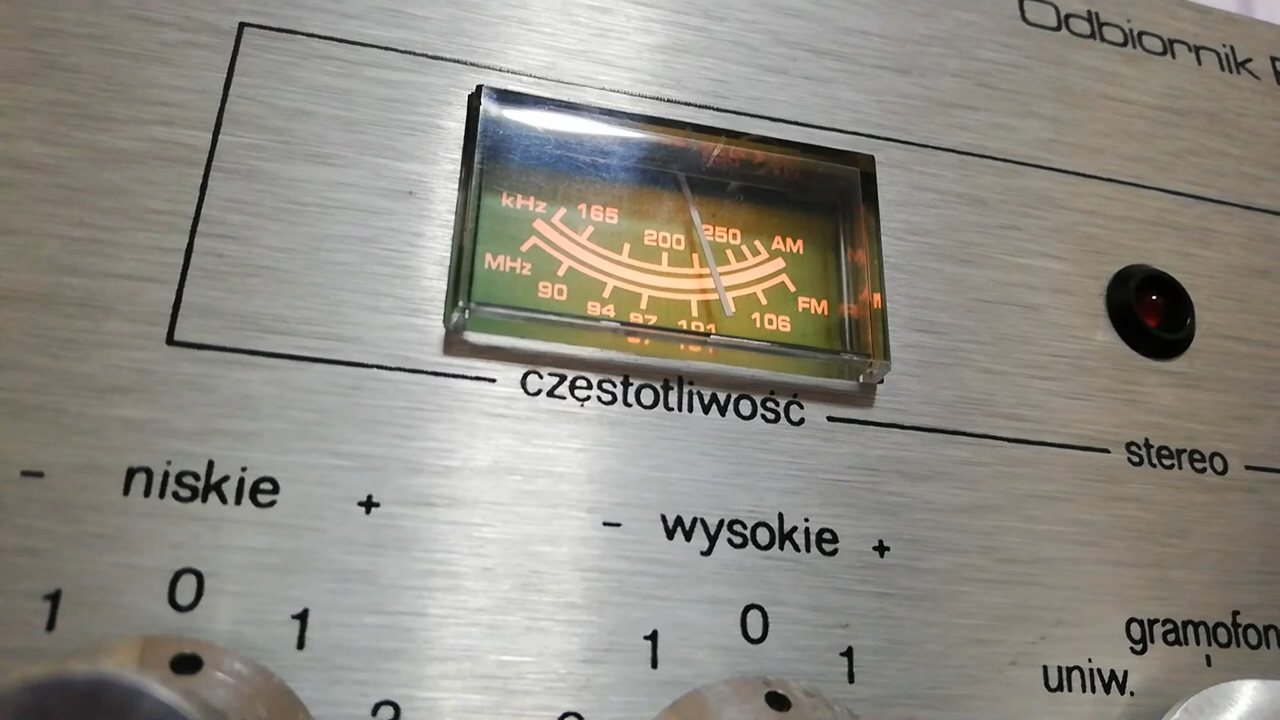 Odbiornik
kHz 165 200 250 AM
MHz 90 94 97 101 106 FM
częstotliwość
stereo
- niskie +
- wysokie +
1 0 1
1 0 1
gramofon
uniw.